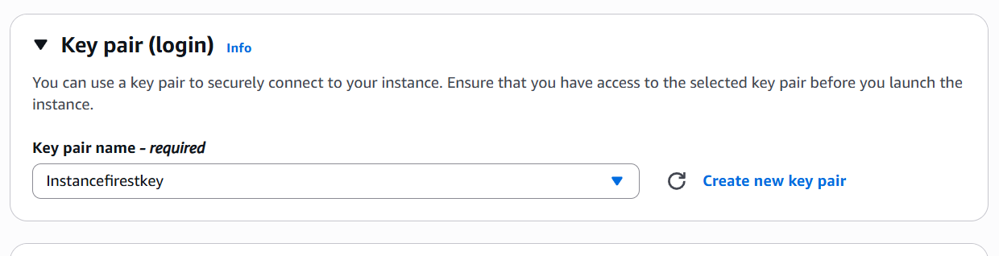 Key pair (login) Info
You can use a key pair to securely connect to your instance. Ensure that you have access to the selected key pair before you launch the
instance.
Key pair name - required
Instancefirestkey
Create new key pair